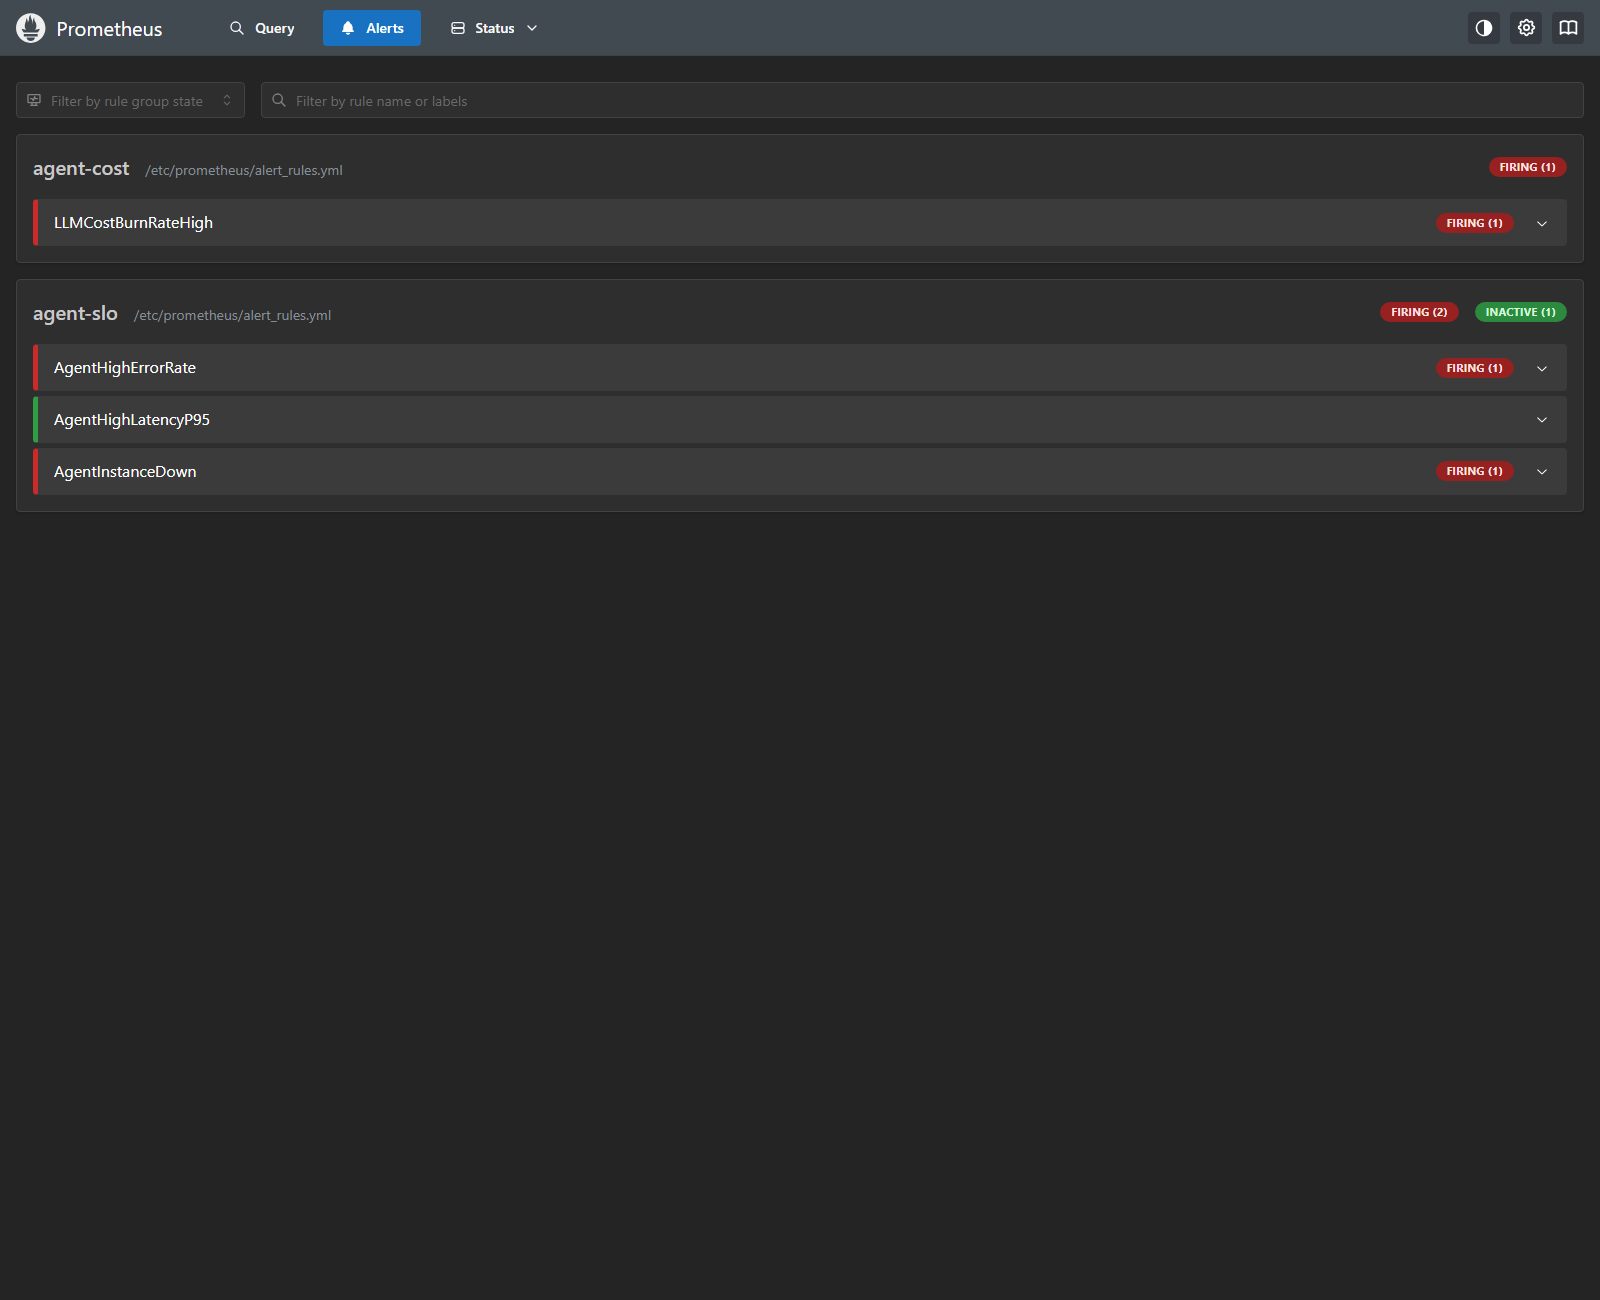 Prometheus Query Alerts Status
Filter by rule group state Filter by rule name or labels
agent-cost /etc/prometheus/alert_rules.yml FIRING (1)
LLMCostBurnRateHigh FIRING (1)
agent-slo /etc/prometheus/alert_rules.yml FIRING (2) INACTIVE (1)
AgentHighErrorRate FIRING (1)
AgentHighLatencyP95
AgentInstanceDown FIRING (1)